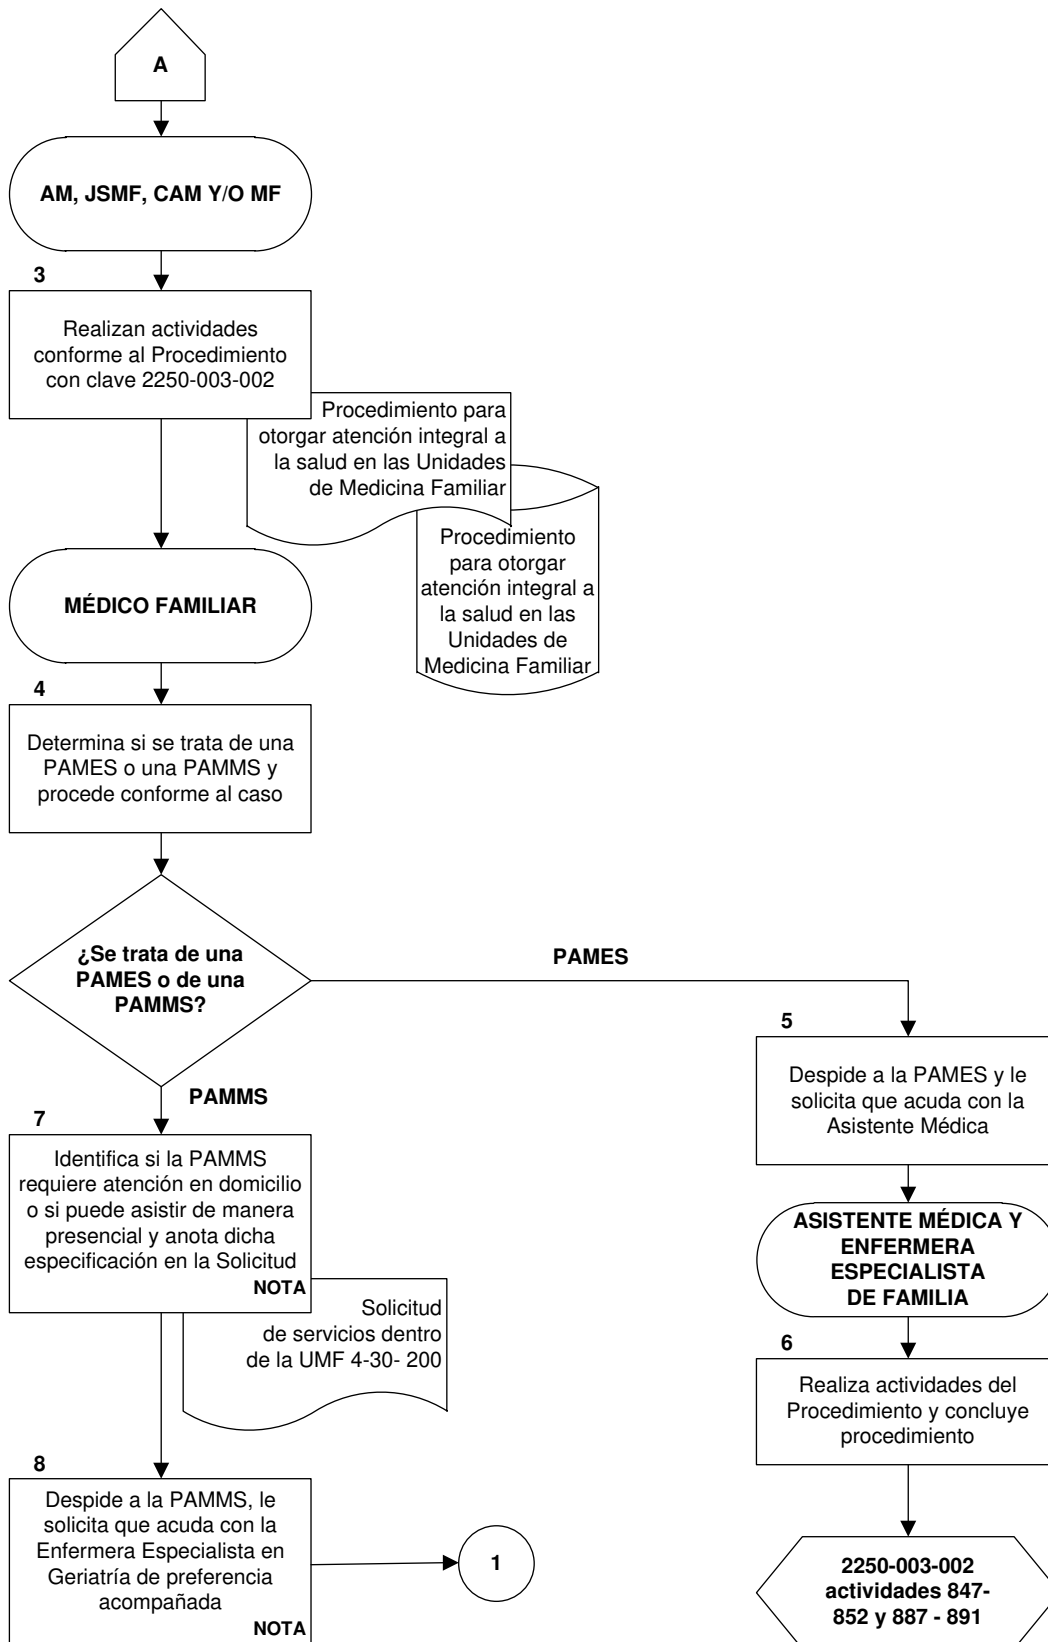 A
AM, JSMF, CAM Y/O MF
3
Realizan actividades
conforme al Procedimiento
con clave 2250-003-002
Procedimiento para
otorgar atención integral a
la salud en las Unidades
de Medicina Familiar
Procedimiento
para otorgar
atención integral a
la salud en las
Unidades de
Medicina Familiar
MÉDICO FAMILIAR
4
Determina si se trata de una
PAMES o una PAMMS y
procede conforme al caso
¿Se trata de una
PAMES o de una
PAMMS?
PAMES
PAMMS
5
Despide a la PAMES y le
solicita que acuda con la
Asistente Médica
ASISTENTE MÉDICA Y
ENFERMERA
ESPECIALISTA
DE FAMILIA
6
Realiza actividades del
Procedimiento y concluye
procedimiento
2250-003-002
actividades 847-
852 y 887 - 891
7
Identifica si la PAMMS
requiere atención en domicilio
o si puede asistir de manera
presencial y anota dicha
especificación en la Solicitud
NOTA
Solicitud
de servicios dentro
de la UMF 4-30- 200
8
Despide a la PAMMS, le
solicita que acuda con la
Enfermera Especialista en
Geriatría de preferencia
acompañada
NOTA
1